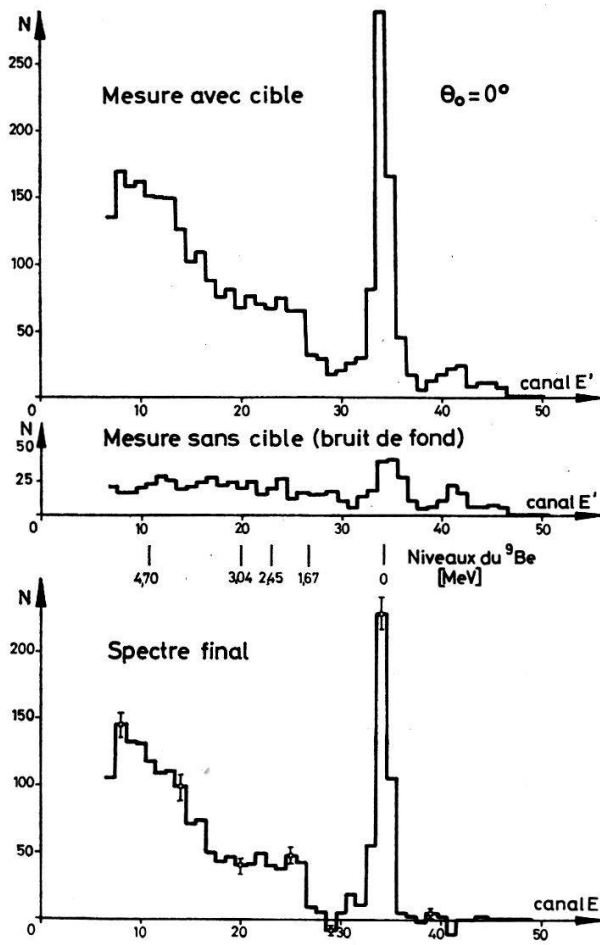 N
250
200
150
100
50
0
Mesure avec cible
θ₀ = 0°
canal E'
10
20
30
40
50
N
50
25
0
Mesure sans cible (bruit de fond)
canal E'
10
20
30
40
50
4,70
3,04
2,45
1,67
0
Niveaux du ⁹Be
[MeV]
N
200
150
100
50
0
Spectre final
canal E
10
20
30
40
50